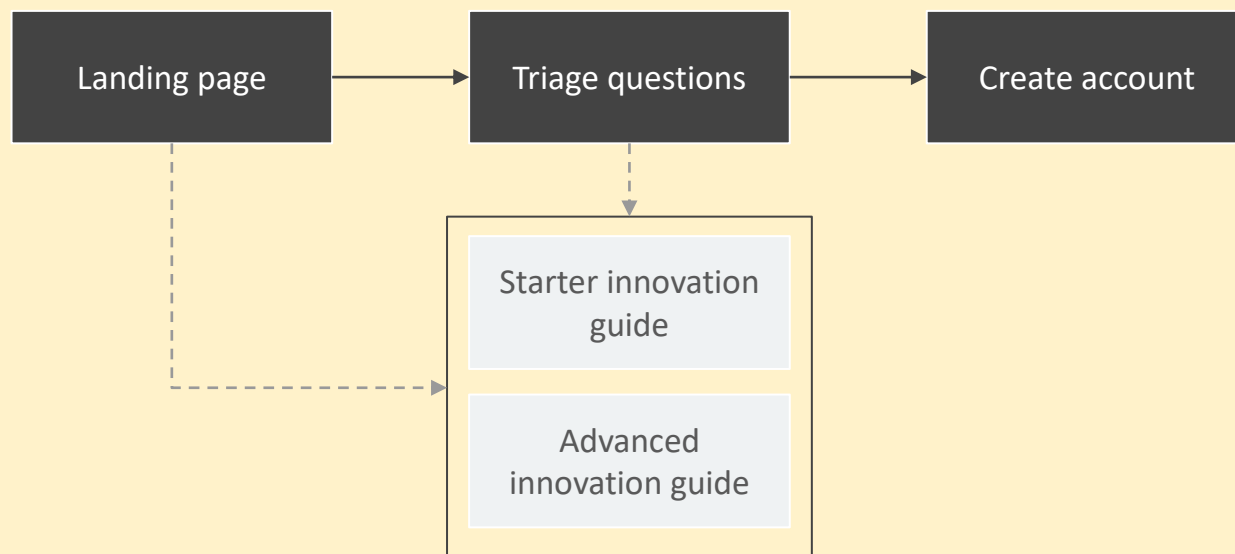 Landing page
Triage questions
Create account
Starter innovation
guide
Advanced
innovation guide